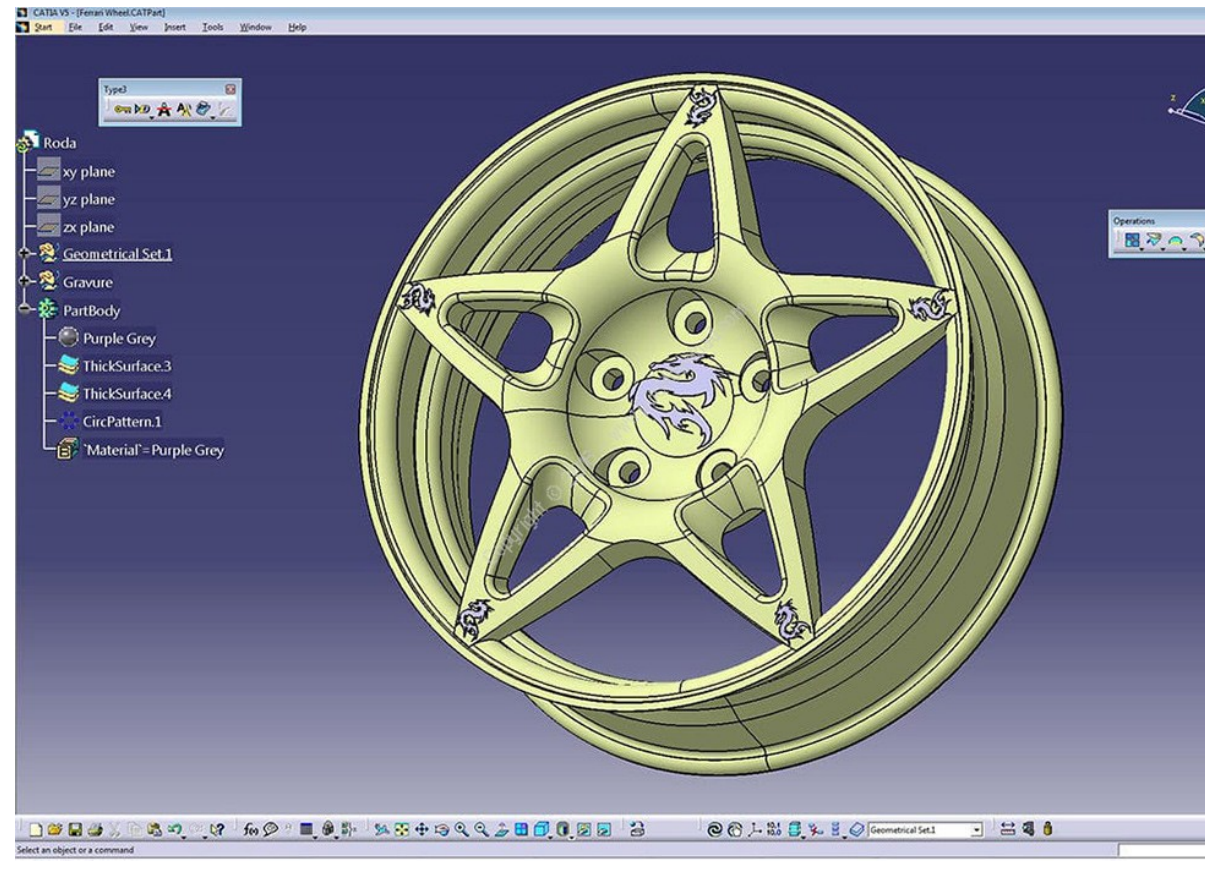 CATIA V5 - [Ferrari Wheel.CATPart]
Start File Edit View Insert Tools Window Help
Type3
Roda
xy plane
yz plane
zx plane
Geometrical Set.1
Gravure
PartBody
Purple Grey
ThickSurface.3
ThickSurface.4
CircPattern.1
`Material`=Purple Grey
z
x
Operations
Copyright ©
Geometrical Set.1
Select an object or a command